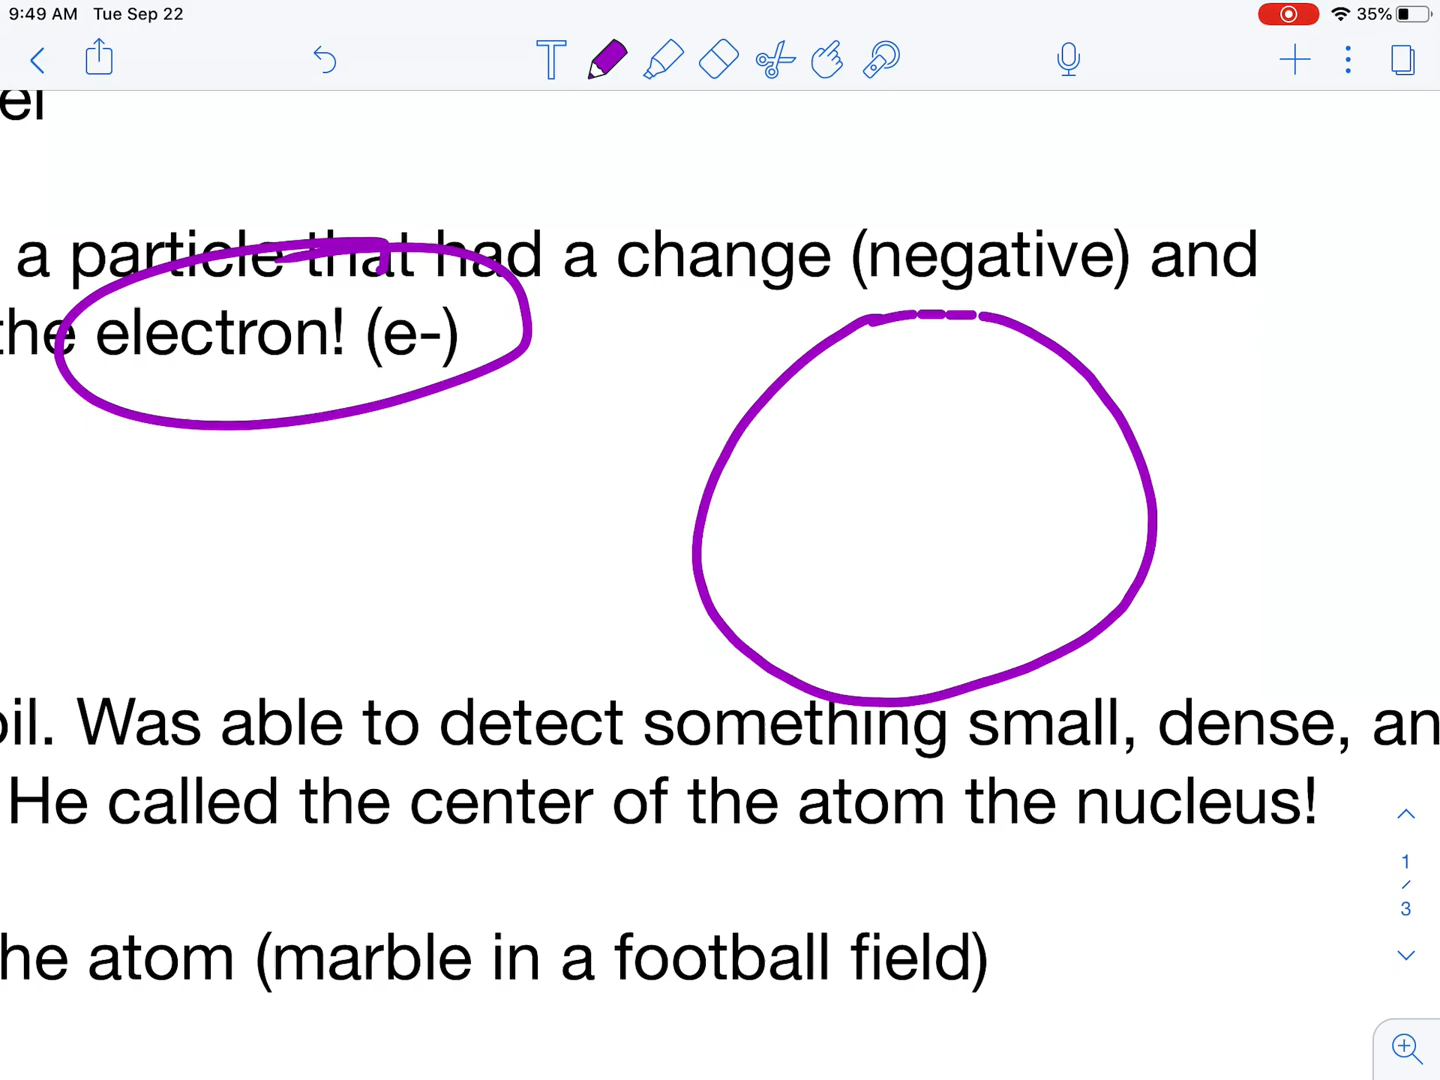 9:49 AM Tue Sep 22
35%
el
a particle that had a change (negative) and
the electron! (e-)
oil. Was able to detect something small, dense, an
He called the center of the atom the nucleus!
he atom (marble in a football field)
1
/
3